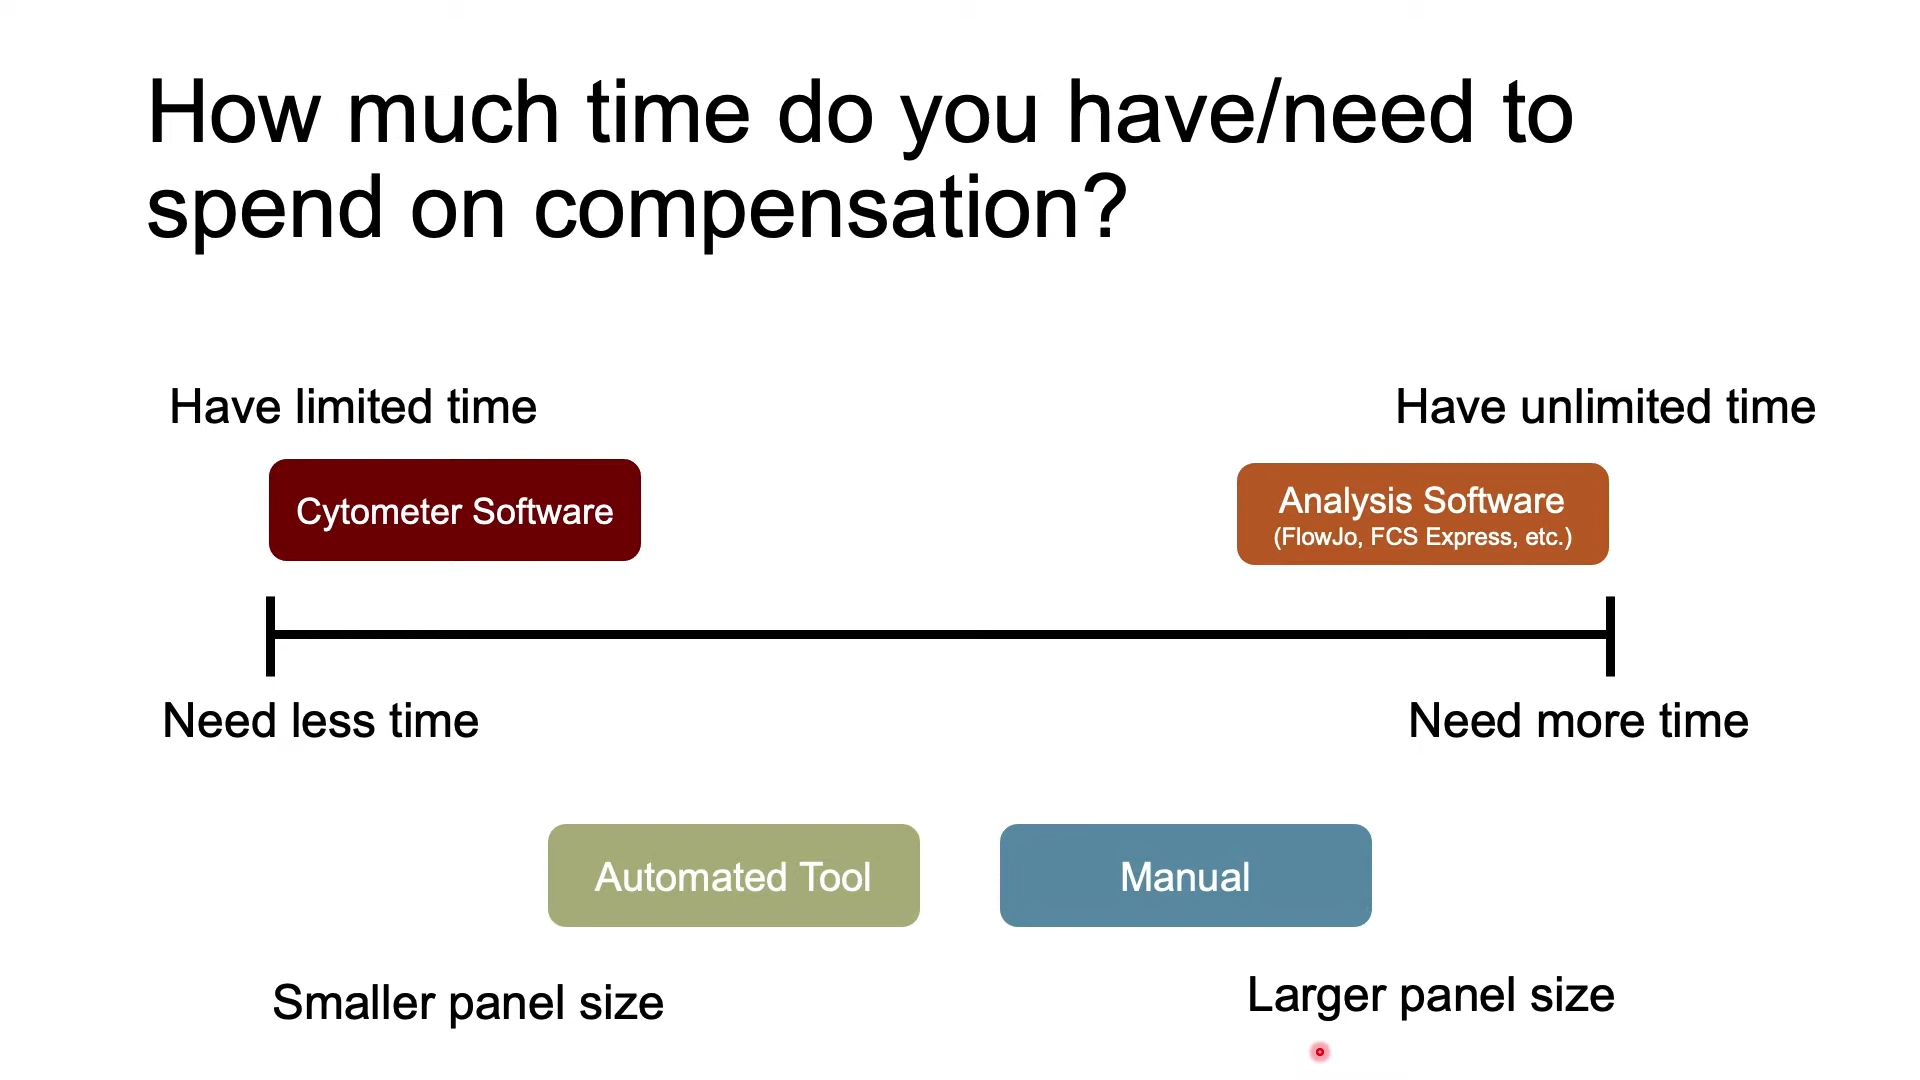 How much time do you have/need to
spend on compensation?
Have limited time
Have unlimited time
Cytometer Software
Analysis Software
(FlowJo, FCS Express, etc.)
Need less time
Need more time
Automated Tool
Manual
Smaller panel size
Larger panel size